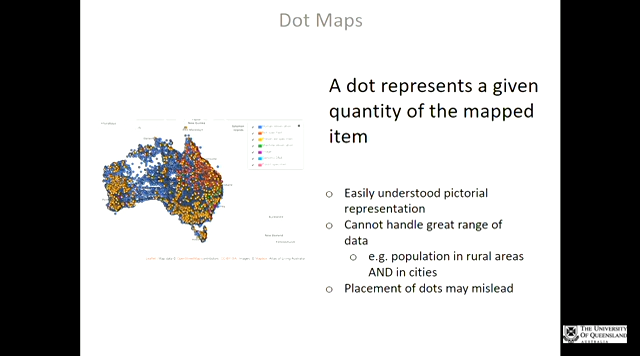 Dot Maps
A dot represents a given
quantity of the mapped
item
Easily understood pictorial
representation
Cannot handle great range of
data
e.g. population in rural areas
AND in cities
Placement of dots may mislead
THE UNIVERSITY
OF QUEENSLAND
AUSTRALIA